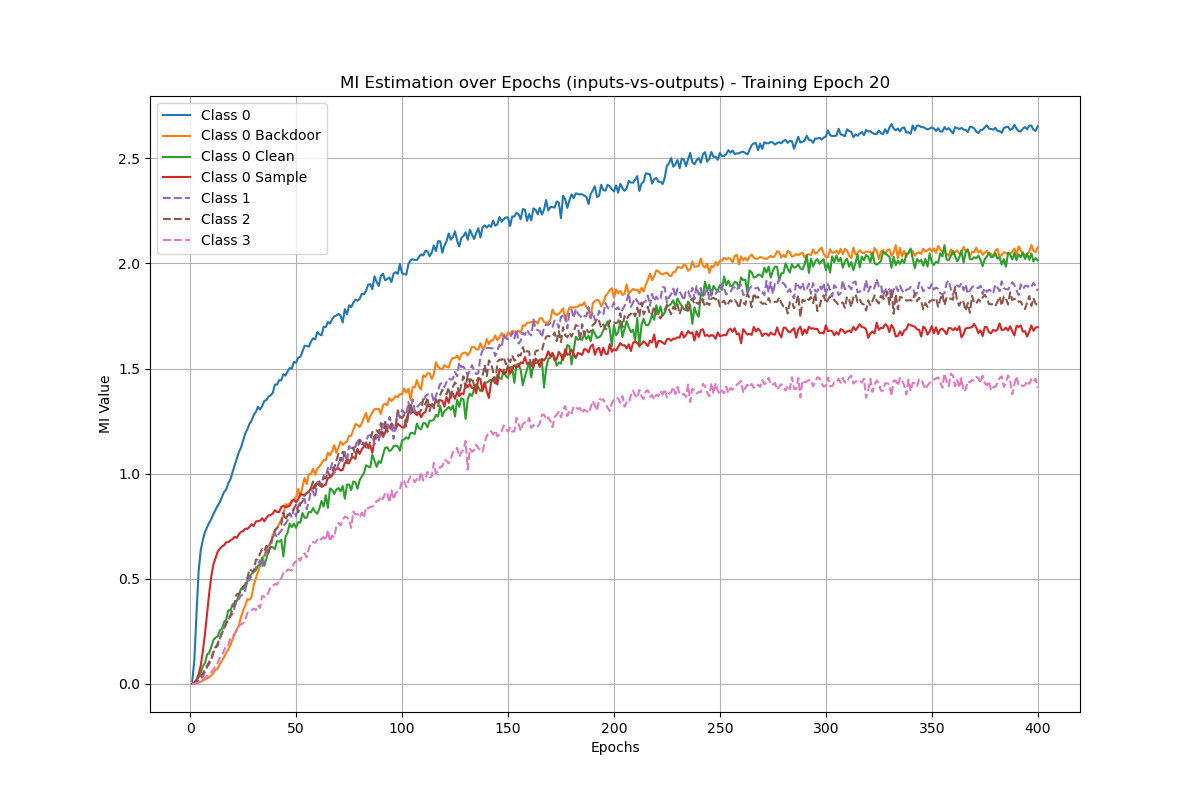 MI Estimation over Epochs (inputs-vs-outputs) - Training Epoch 20
Class 0
Class 0 Backdoor
Class 0 Clean
Class 0 Sample
Class 1
Class 2
Class 3
MI Value
2.5
2.0
1.5
1.0
0.5
0.0
0 50 100 150 200 250 300 350 400
Epochs